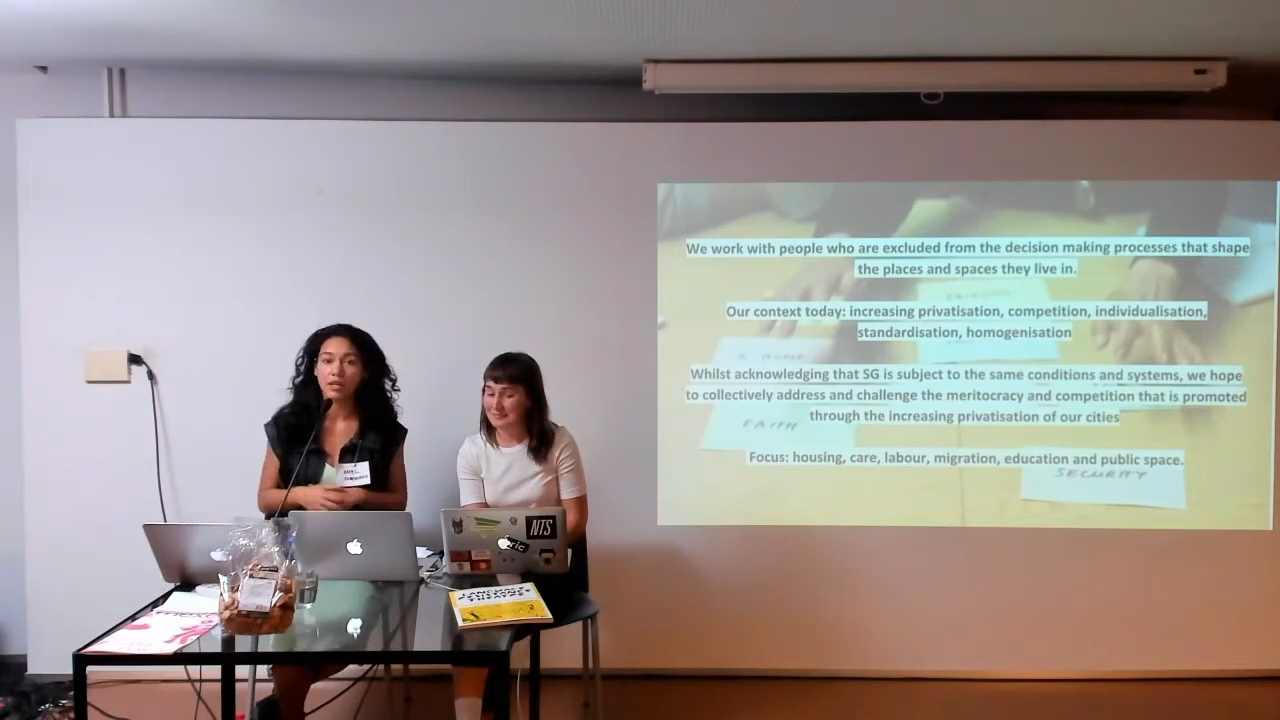 We work with people who are excluded from the decision making processes that shape
the places and spaces they live in.
Our context today: increasing privatisation, competition, individualisation,
standardisation, homogenisation
Whilst acknowledging that SG is subject to the same conditions and systems, we hope
to collectively address and challenge the meritocracy and competition that is promoted
through the increasing privatisation of our cities
FAITH
Focus: housing, care, labour, migration, education and public space.
SECURITY
NTS